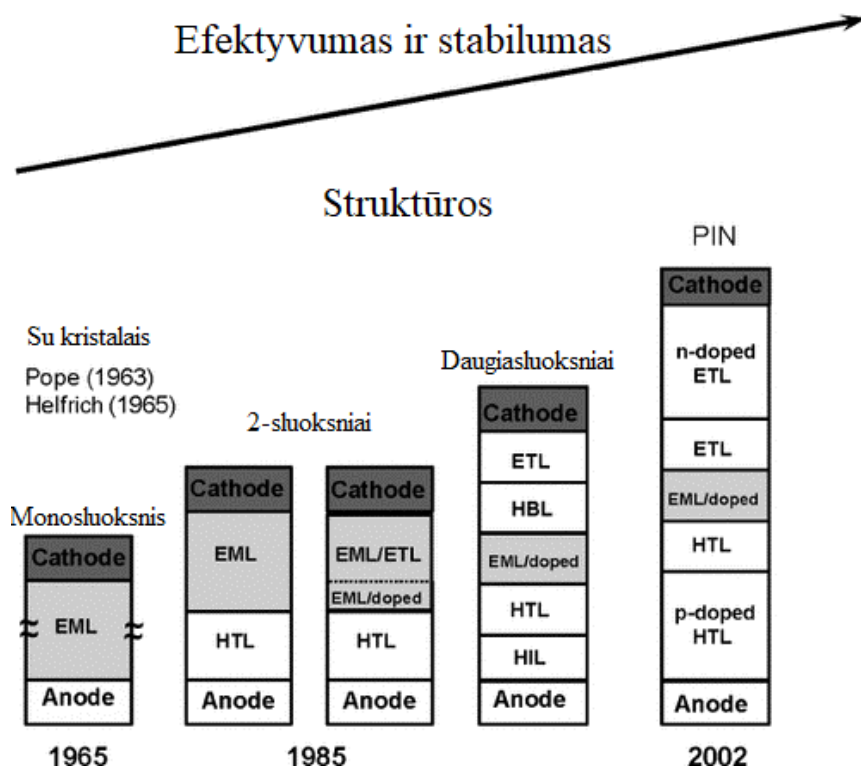 Efektyvumas ir stabilumas
Struktūros
PIN
Su kristalais
Pope (1963)
Helfrich (1965)
2-sluoksniai
Daugiasluoksniai
Monosluoksnis
Cathode
EML
Anode
1965
Cathode
EML
HTL
Anode
Cathode
EML/ETL
EML/doped
HTL
Anode
1985
Cathode
ETL
HBL
EML/doped
HTL
HIL
Anode
Cathode
n-doped
ETL
ETL
EML/doped
HTL
p-doped
HTL
Anode
2002